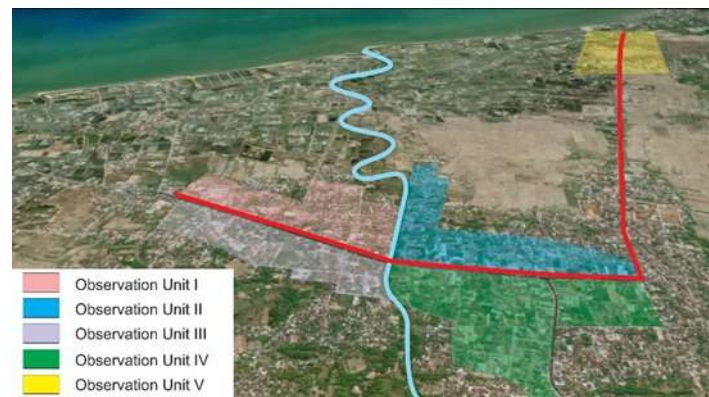 Observation Unit I
Observation Unit II
Observation Unit III
Observation Unit IV
Observation Unit V